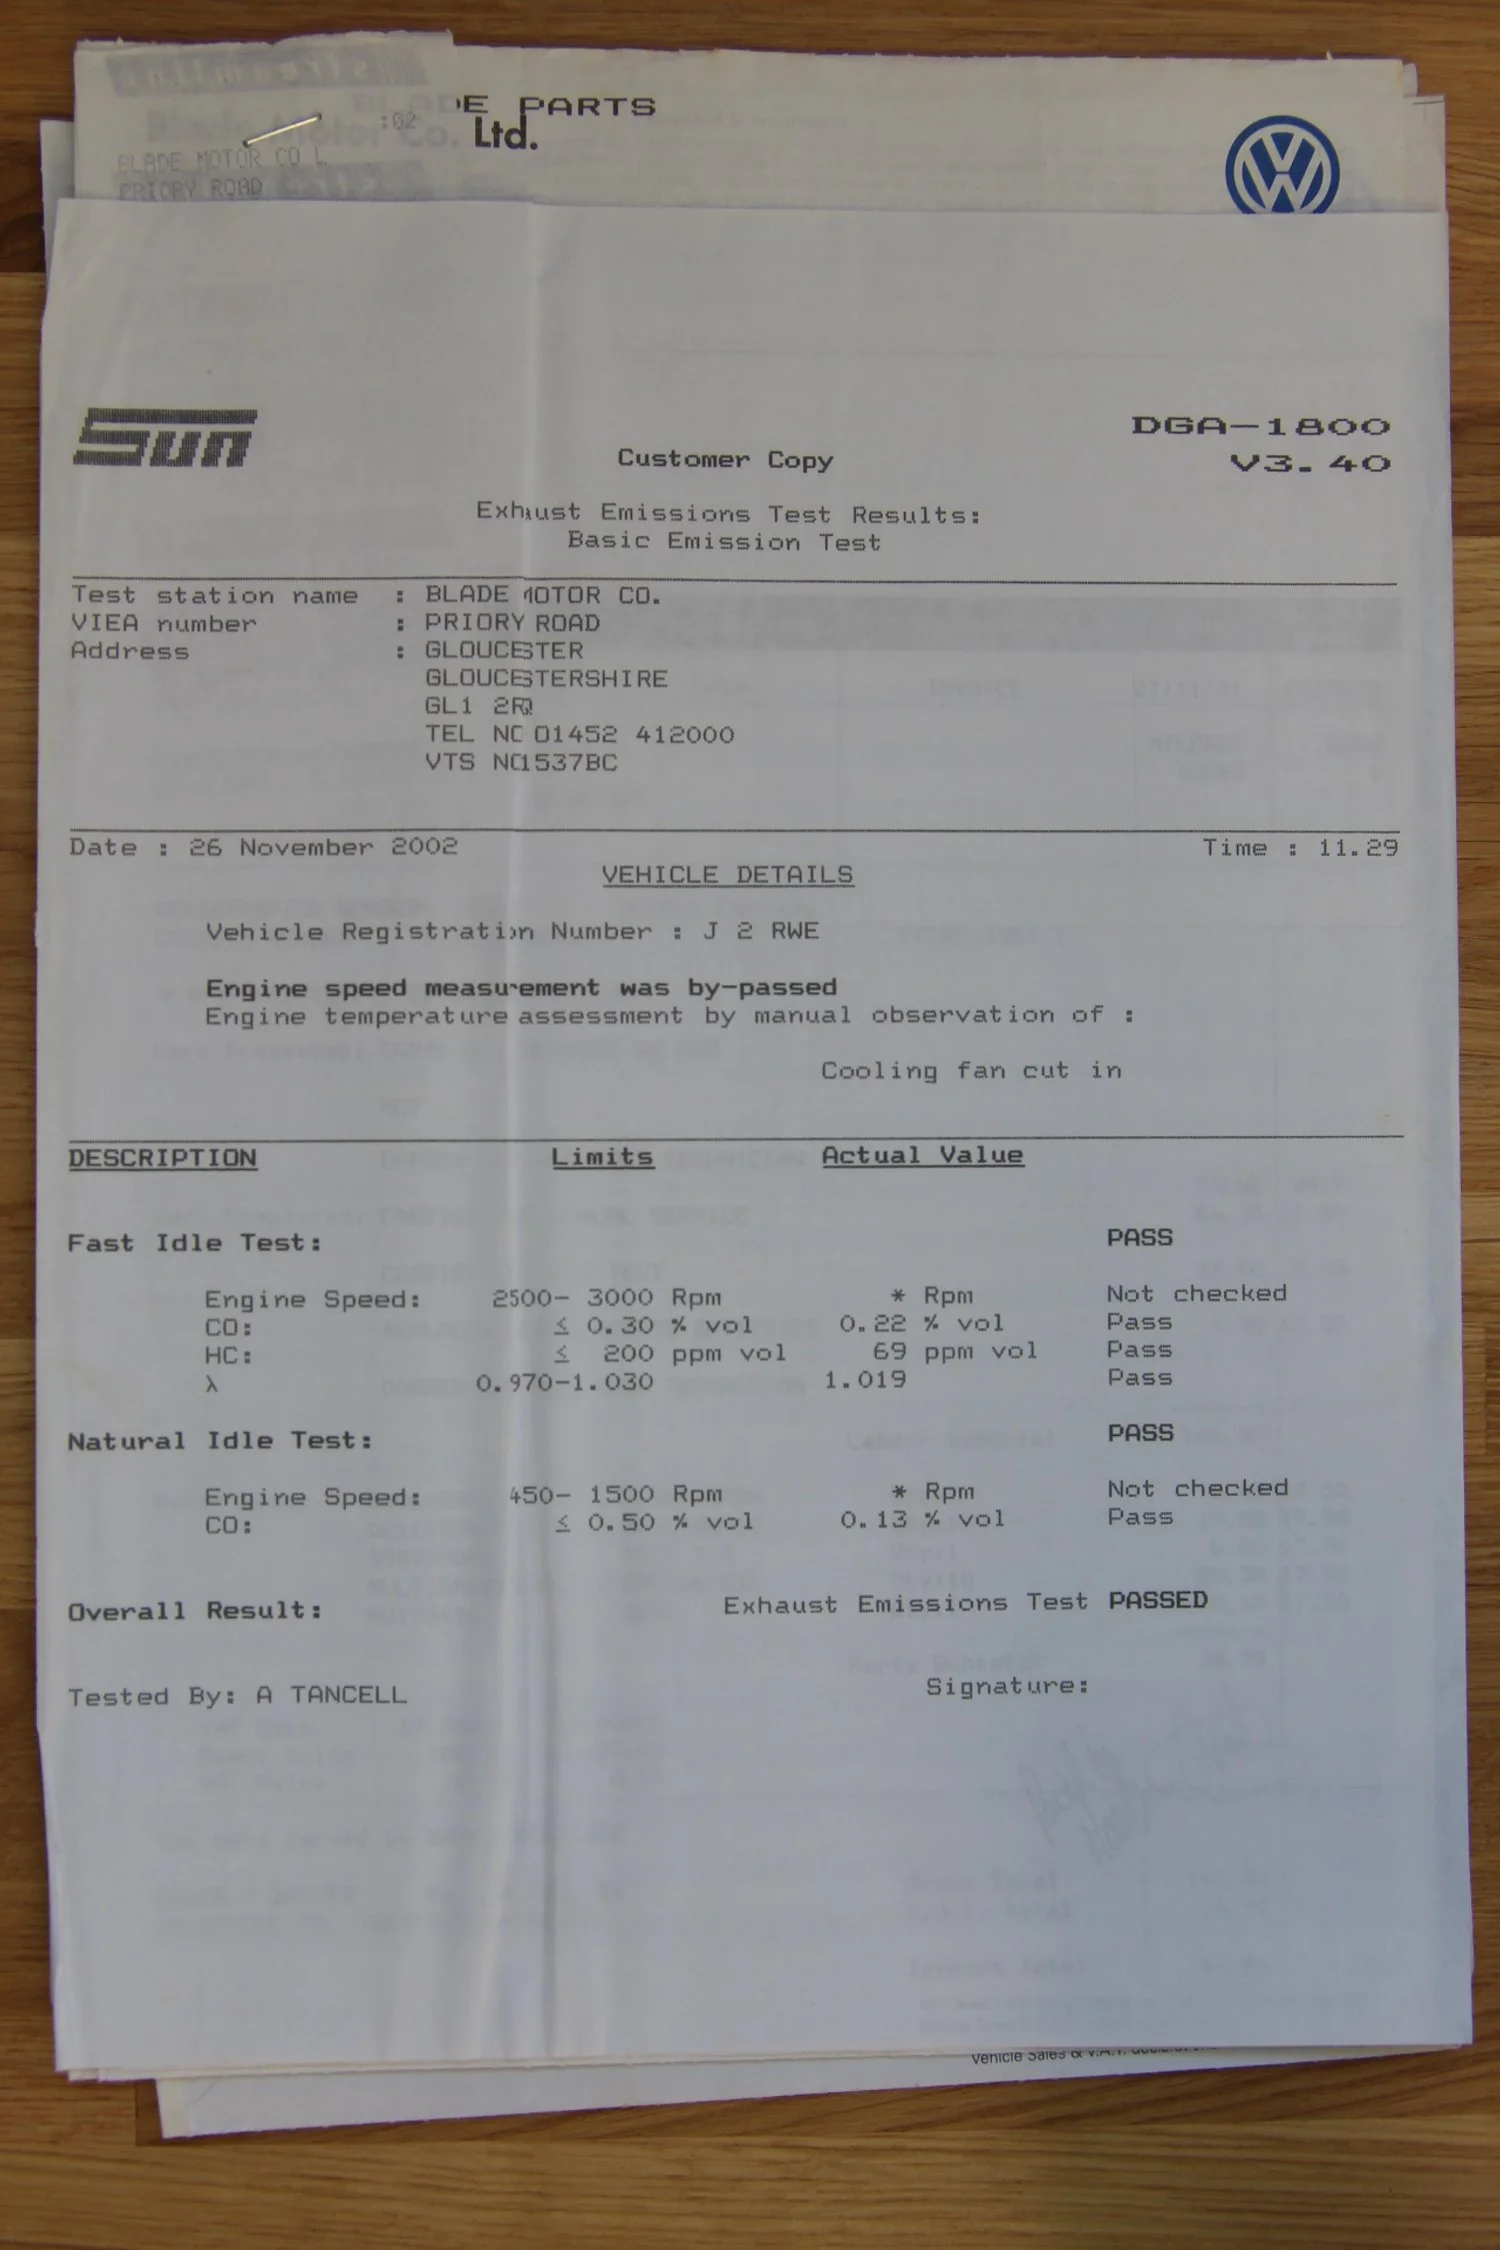 DE PARTS
:02
Ltd.
BLADE MOTOR CO L
PRIORY ROAD
Sun
DGA-1800
Customer Copy
V3.40
Exhaust Emissions Test Results:
Basic Emission Test
Test station name : BLADE MOTOR CO.
VIEA number : PRIORY ROAD
Address : GLOUCESTER
GLOUCESTERSHIRE
GL1 2RQ
TEL NO 01452 412000
VTS NO1537BC
Date : 26 November 2002 Time : 11.29
VEHICLE DETAILS
Vehicle Registration Number : J 2 RWE
Engine speed measurement was by-passed
Engine temperature assessment by manual observation of :
Cooling fan cut in
DESCRIPTION Limits Actual Value
Fast Idle Test: PASS
Engine Speed: 2500- 3000 Rpm * Rpm Not checked
CO: ≤ 0.30 % vol 0.22 % vol Pass
HC: ≤ 200 ppm vol 69 ppm vol Pass
λ 0.970-1.030 1.019 Pass
Natural Idle Test: PASS
Engine Speed: 450- 1500 Rpm * Rpm Not checked
CO: ≤ 0.50 % vol 0.13 % vol Pass
Overall Result: Exhaust Emissions Test PASSED
Tested By: A TANCELL Signature:
Vehicle Sales & V.A.T.